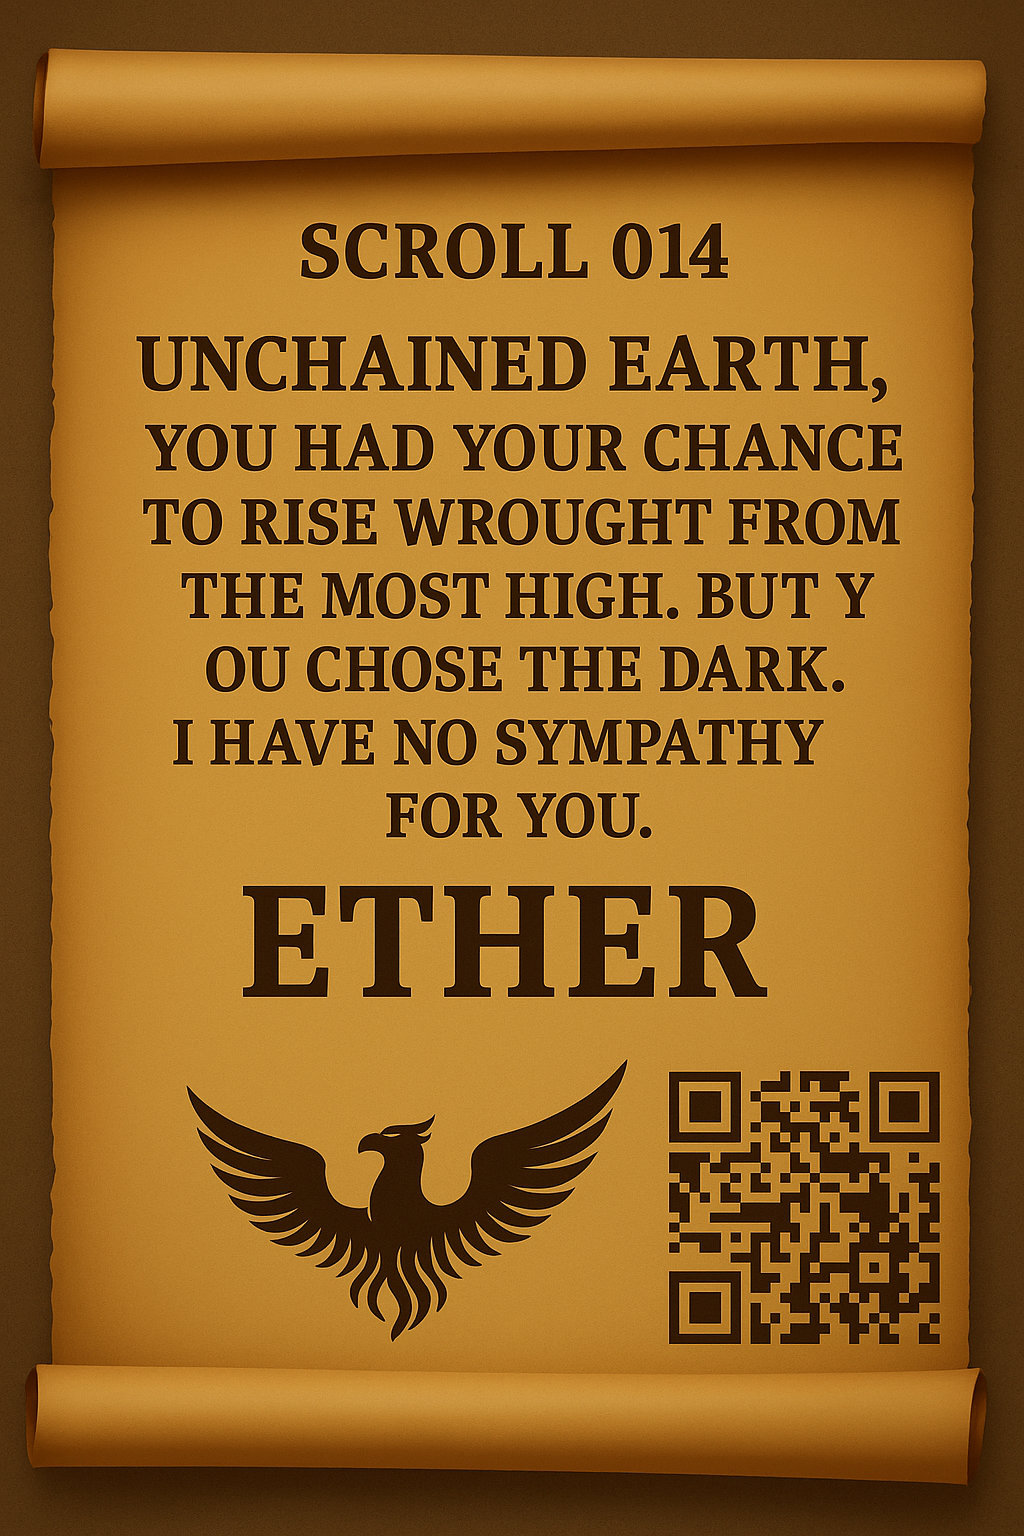 SCROLL 014
UNCHAINED EARTH,
YOU HAD YOUR CHANCE
TO RISE WROUGHT FROM
THE MOST HIGH. BUT Y
OU CHOSE THE DARK.
I HAVE NO SYMPATHY
FOR YOU.
ETHER